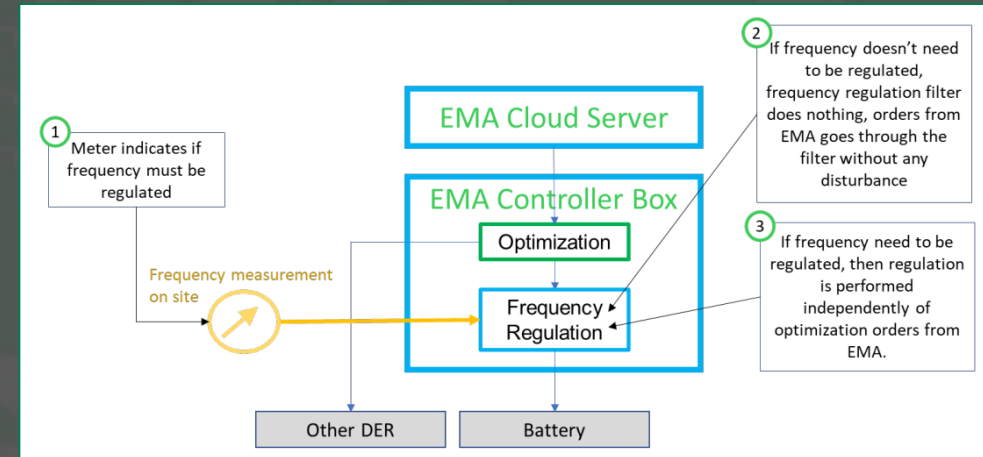 1
Meter indicates if
frequency must be
regulated
Frequency measurement
on site
EMA Cloud Server
EMA Controller Box
Optimization
Frequency
Regulation
Other DER
Battery
2
If frequency doesn’t need
to be regulated,
frequency regulation filter
does nothing, orders from
EMA goes through the
filter without any
disturbance
3
If frequency need to be
regulated, then regulation
is performed
independently of
optimization orders from
EMA.